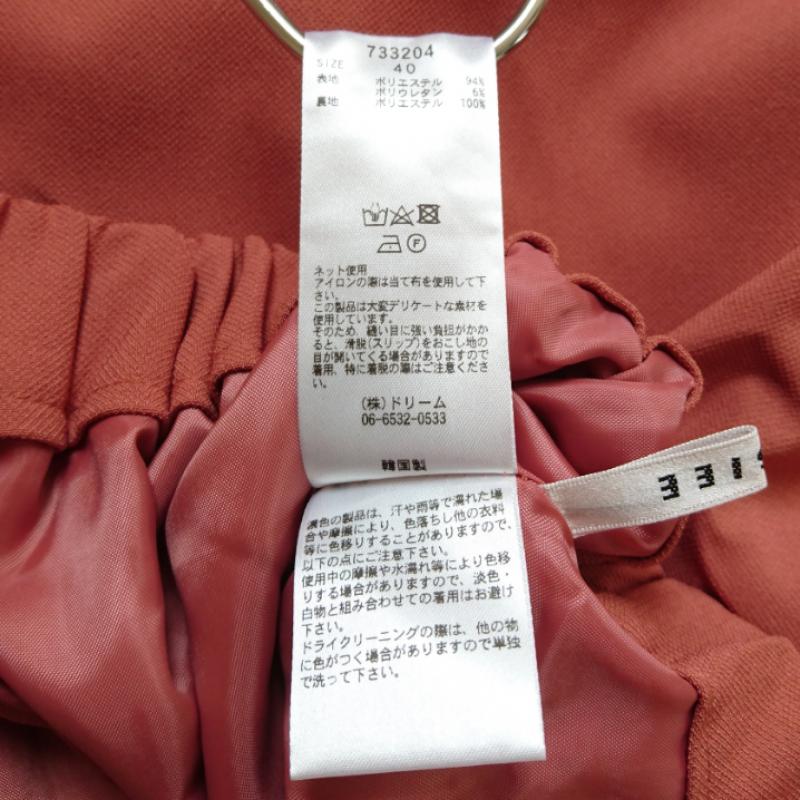 733204
SIZE 40
表地 ポリエステル 94%
ポリウレタン 6%
裏地 ポリエステル 100%
F
ネット使用
アイロンの際は当て布を使用して下
さい。
この製品は大変デリケートな素材を
使用しています。
そのため、縫い目に強い負担がかか
ると、滑脱(スリップ)をおこし地の
目が開いてくる場合がありますので
着用、特に着脱の際はご注意くださ
い。
(株)ドリーム
06-6532-0533
韓国製
濃色の製品は、汗や雨等で濡れた場
合や摩擦により、色落ちし他の衣料
等に色移りすることがありますので、
以下の点にご注意下さい。
使用中の摩擦や水濡れ等により色移
りする場合がありますので、淡色・
白物と組み合わせての着用はお避け
下さい。
ドライクリーニングの際は、他の物
に色がつく場合がありますので単独
で洗って下さい。